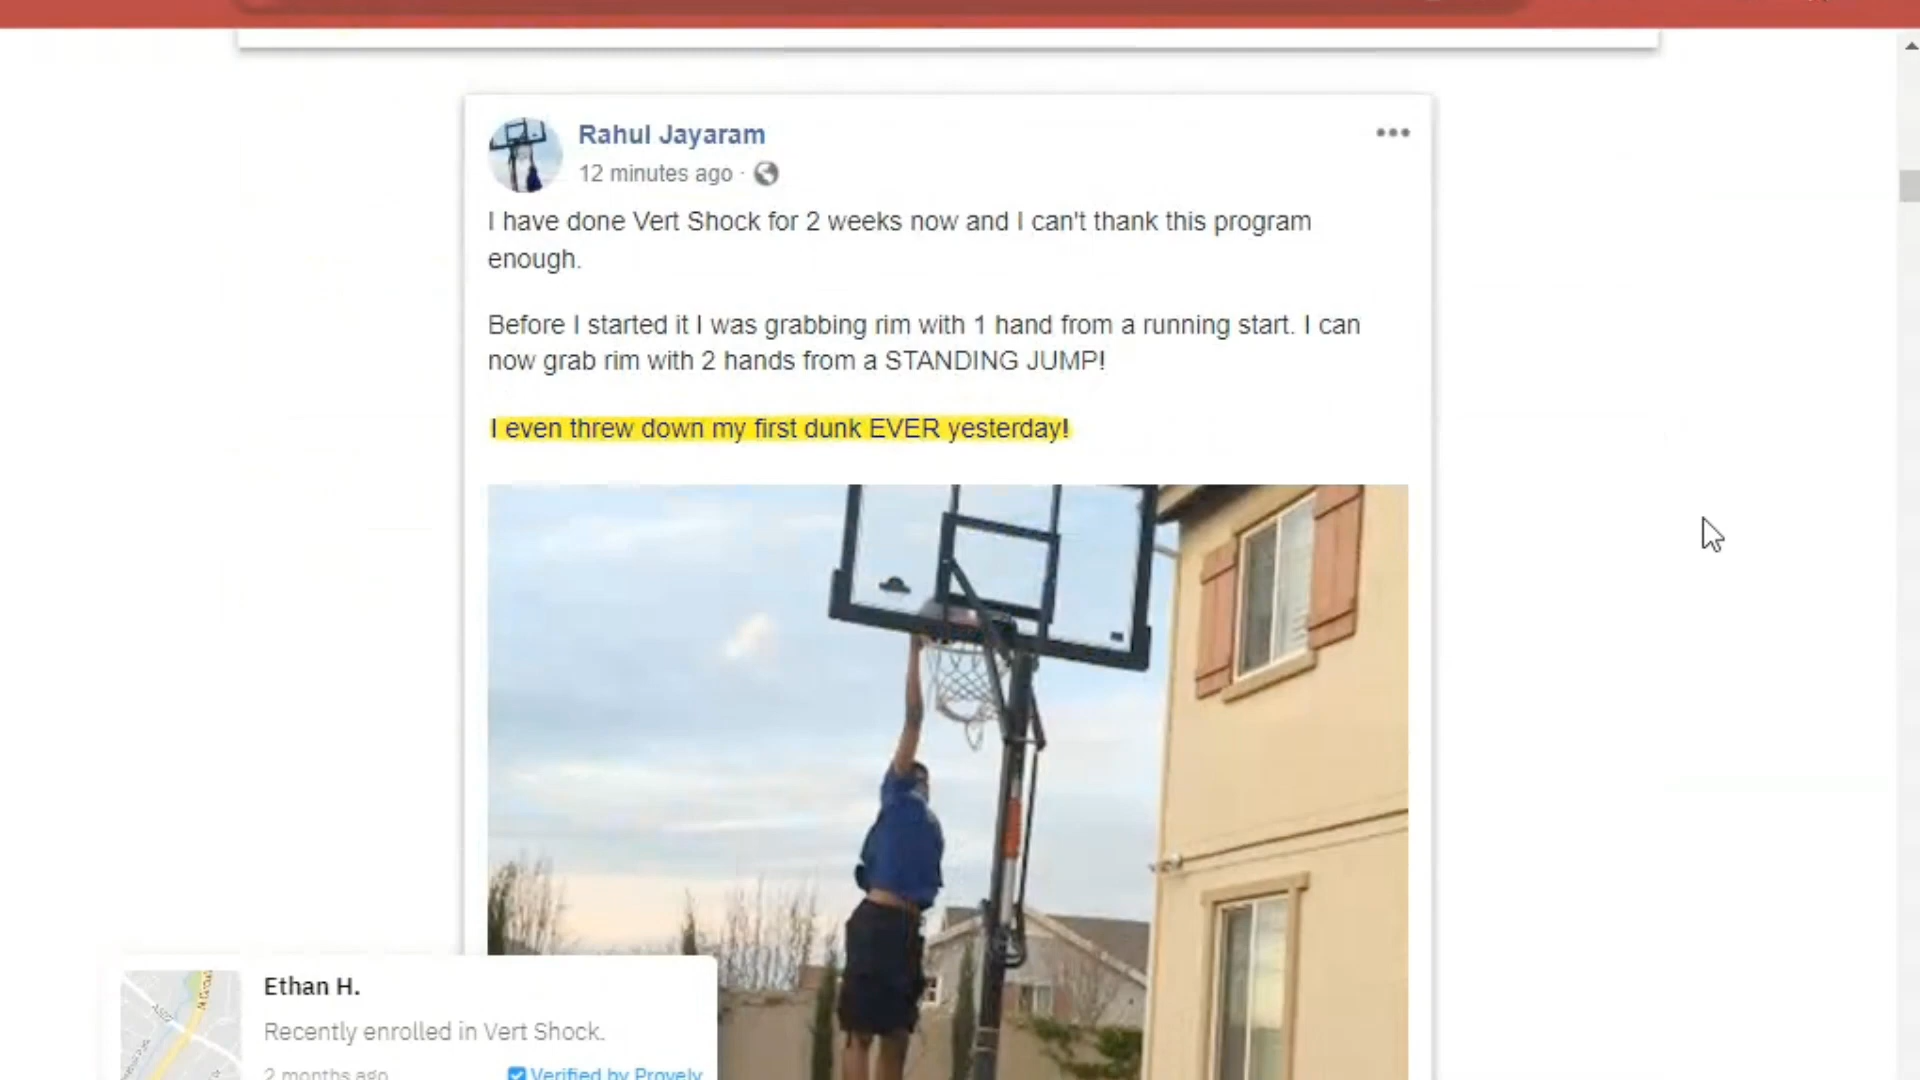 Rahul Jayaram
12 minutes ago ·
I have done Vert Shock for 2 weeks now and I can't thank this program
enough.
Before I started it I was grabbing rim with 1 hand from a running start. I can
now grab rim with 2 hands from a STANDING JUMP!
I even threw down my first dunk EVER yesterday!
Ethan H.
Recently enrolled in Vert Shock.
2 months ago
Verified by Provely